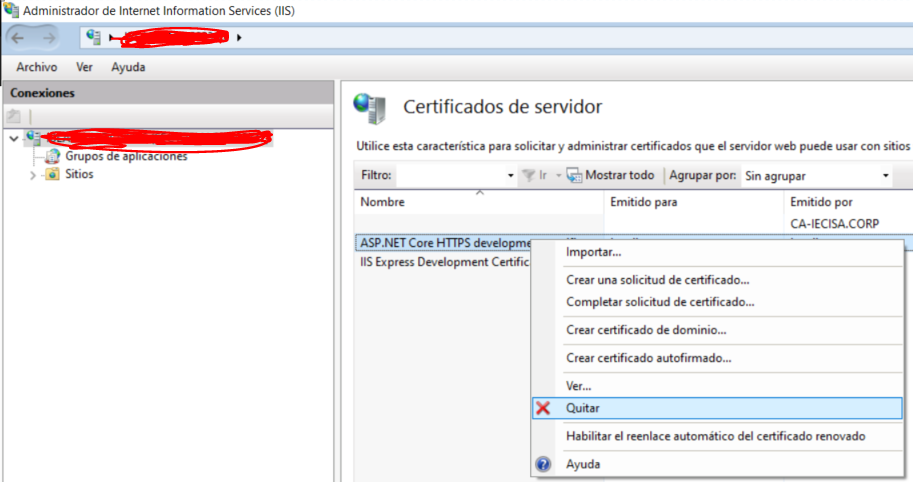 Administrador de Internet Information Services (IIS)
Archivo Ver Ayuda
Conexiones
Grupos de aplicaciones
Sitios
Certificados de servidor
Utilice esta característica para solicitar y administrar certificados que el servidor web puede usar con sitios
Filtro: Ir Mostrar todo Agrupar por: Sin agrupar
Nombre Emitido para Emitido por
CA-IECISA.CORP
ASP.NET Core HTTPS developme
IIS Express Development Certific
Importar...
Crear una solicitud de certificado...
Completar solicitud de certificado...
Crear certificado de dominio...
Crear certificado autofirmado...
Ver...
Quitar
Habilitar el reenlace automático del certificado renovado
Ayuda